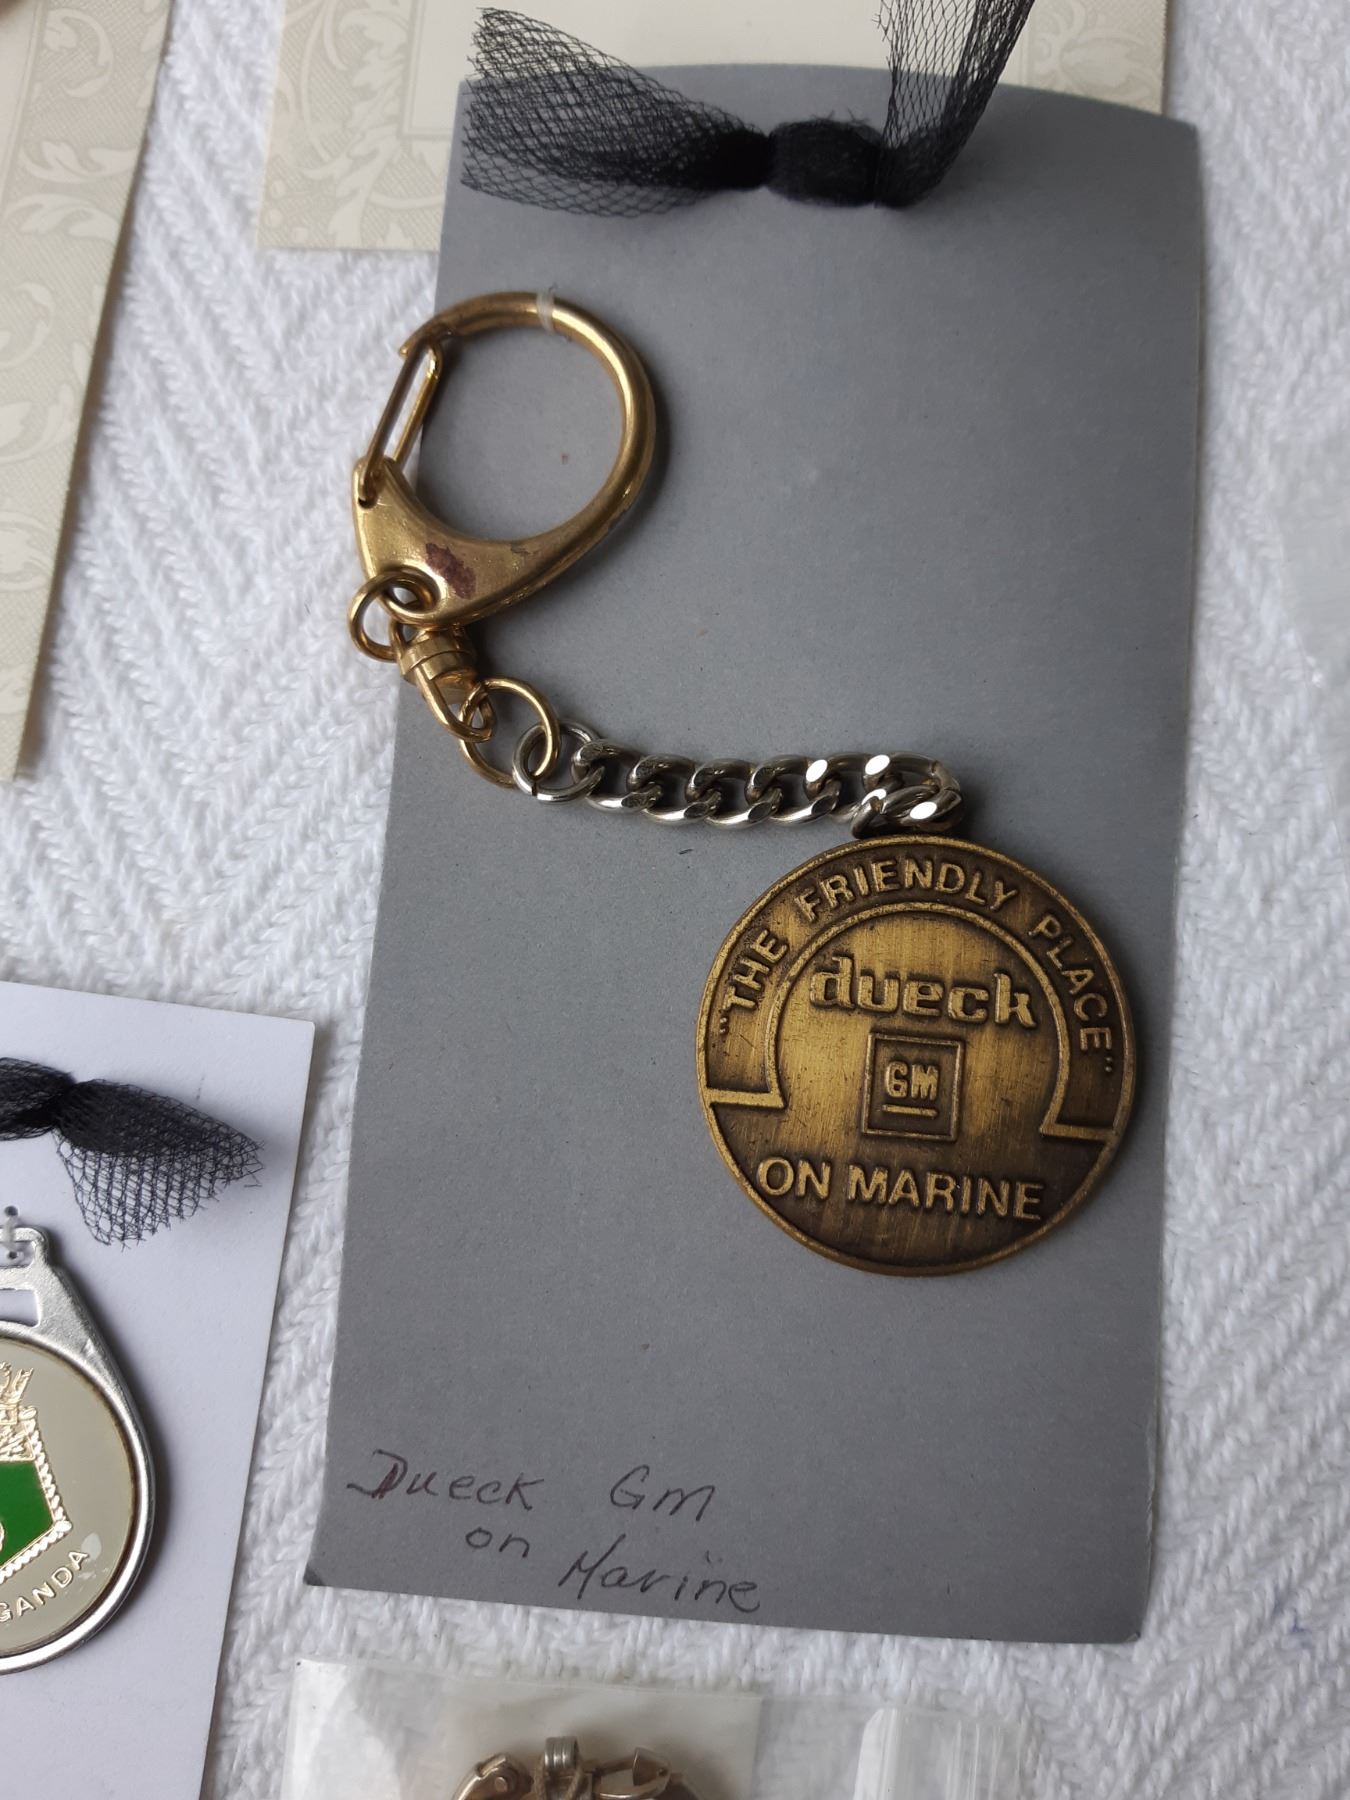 "THE FRIENDLY PLACE"
dueck
GM
ON MARINE
Dueck GM
on
Marine
GANDA